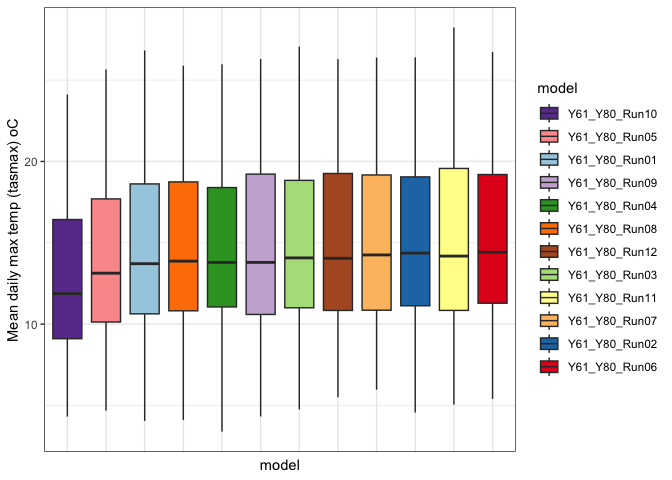 Mean daily max temp (tasmax) oC
20
10
model
model
Y61_Y80_Run10
Y61_Y80_Run05
Y61_Y80_Run01
Y61_Y80_Run09
Y61_Y80_Run04
Y61_Y80_Run08
Y61_Y80_Run12
Y61_Y80_Run03
Y61_Y80_Run11
Y61_Y80_Run07
Y61_Y80_Run02
Y61_Y80_Run06